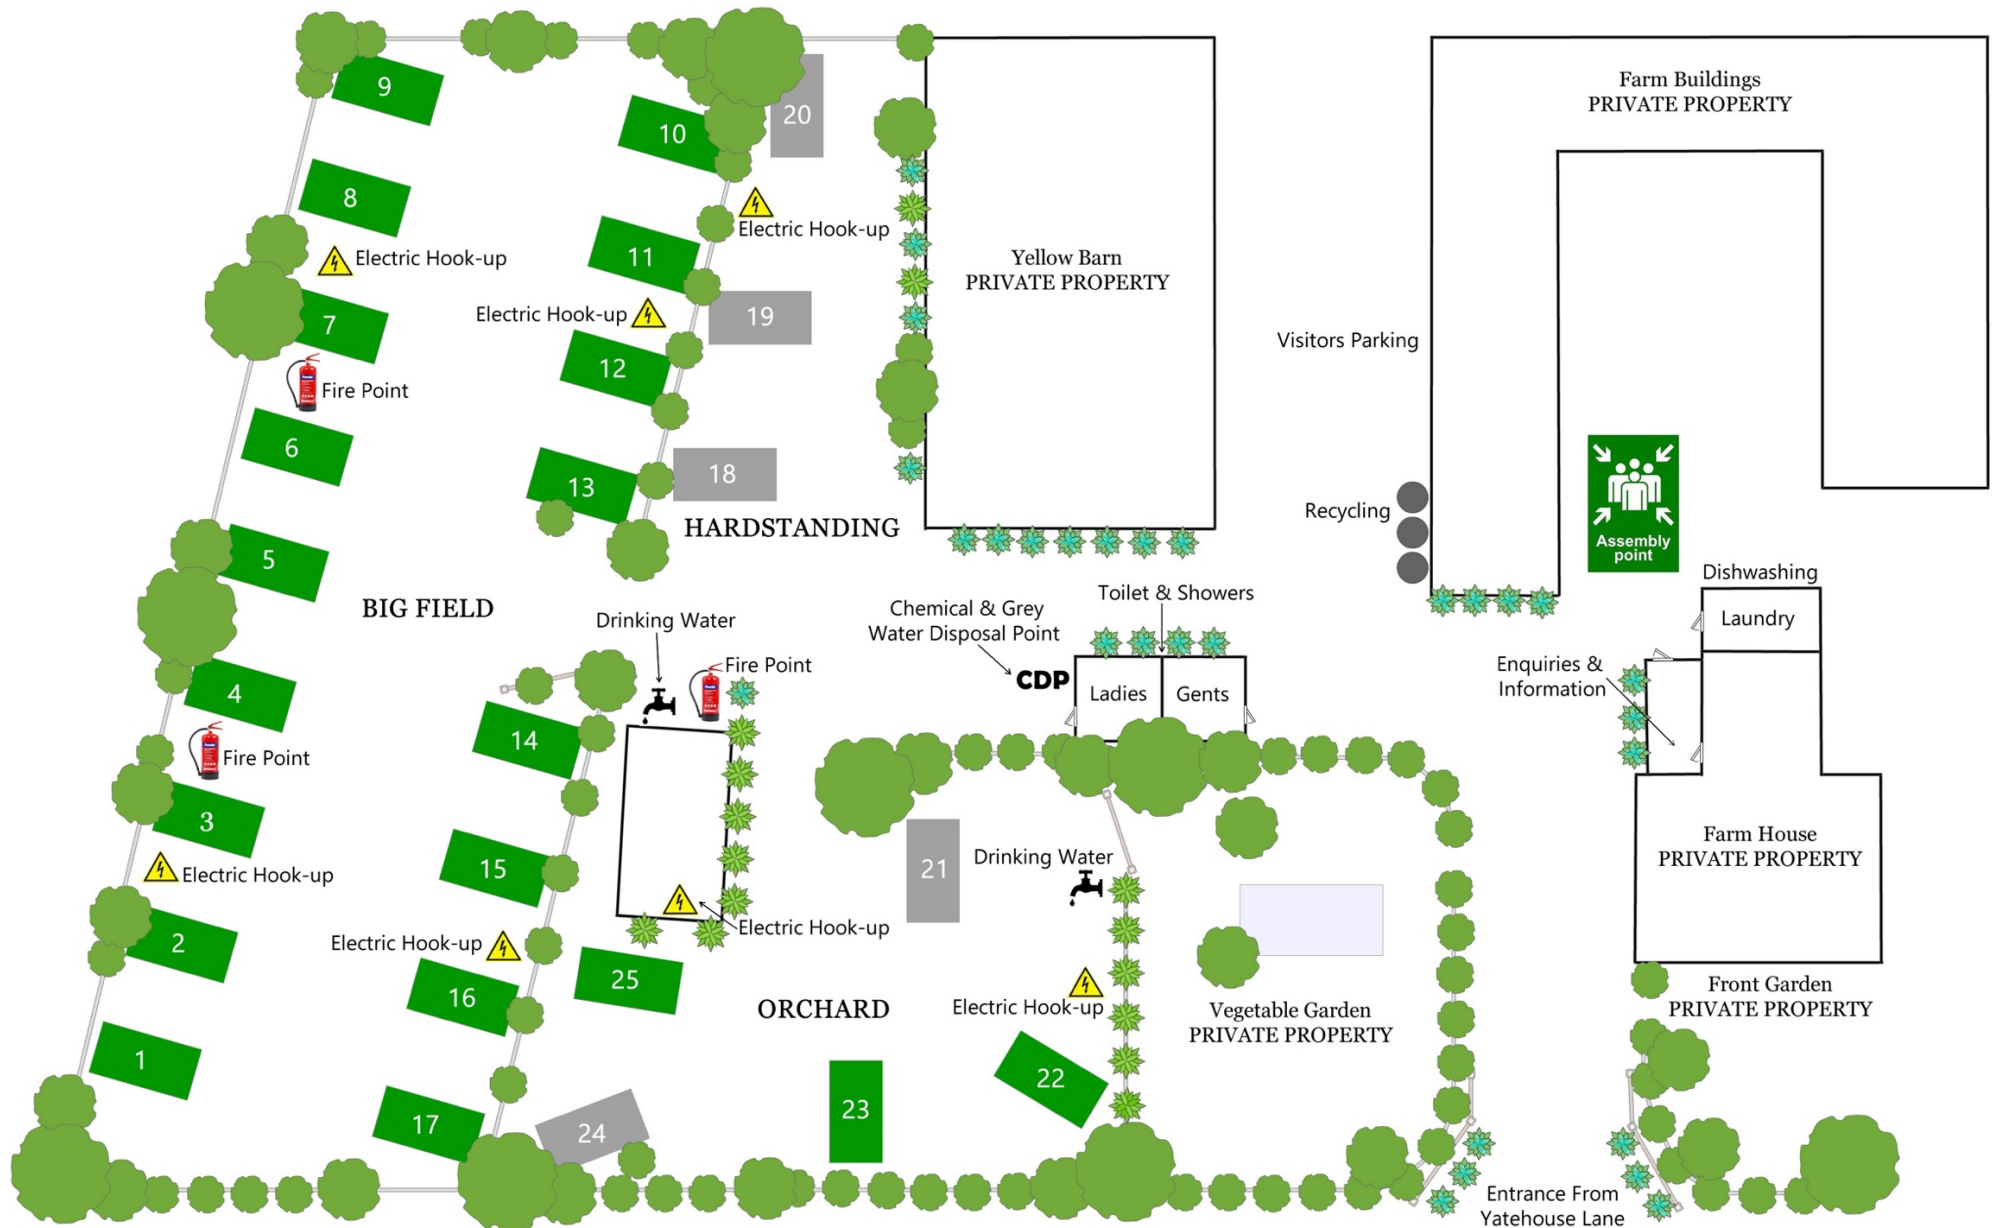 9
8
Electric Hook-up
7
Fire Point
6
5
BIG FIELD
4
Fire Point
3
Electric Hook-up
2
1
10
20
Electric Hook-up
11
Electric Hook-up
19
12
13
18
HARDSTANDING
Drinking Water
Fire Point
14
15
Electric Hook-up
Electric Hook-up
16
25
17
24
ORCHARD
21
Drinking Water
Electric Hook-up
22
23
Yellow Barn
PRIVATE PROPERTY
Chemical & Grey
Water Disposal Point
CDP
Toilet & Showers
Ladies
Gents
Vegetable Garden
PRIVATE PROPERTY
Farm Buildings
PRIVATE PROPERTY
Visitors Parking
Recycling
Assembly
point
Dishwashing
Laundry
Enquiries &
Information
Farm House
PRIVATE PROPERTY
Front Garden
PRIVATE PROPERTY
Entrance From
Yatehouse Lane